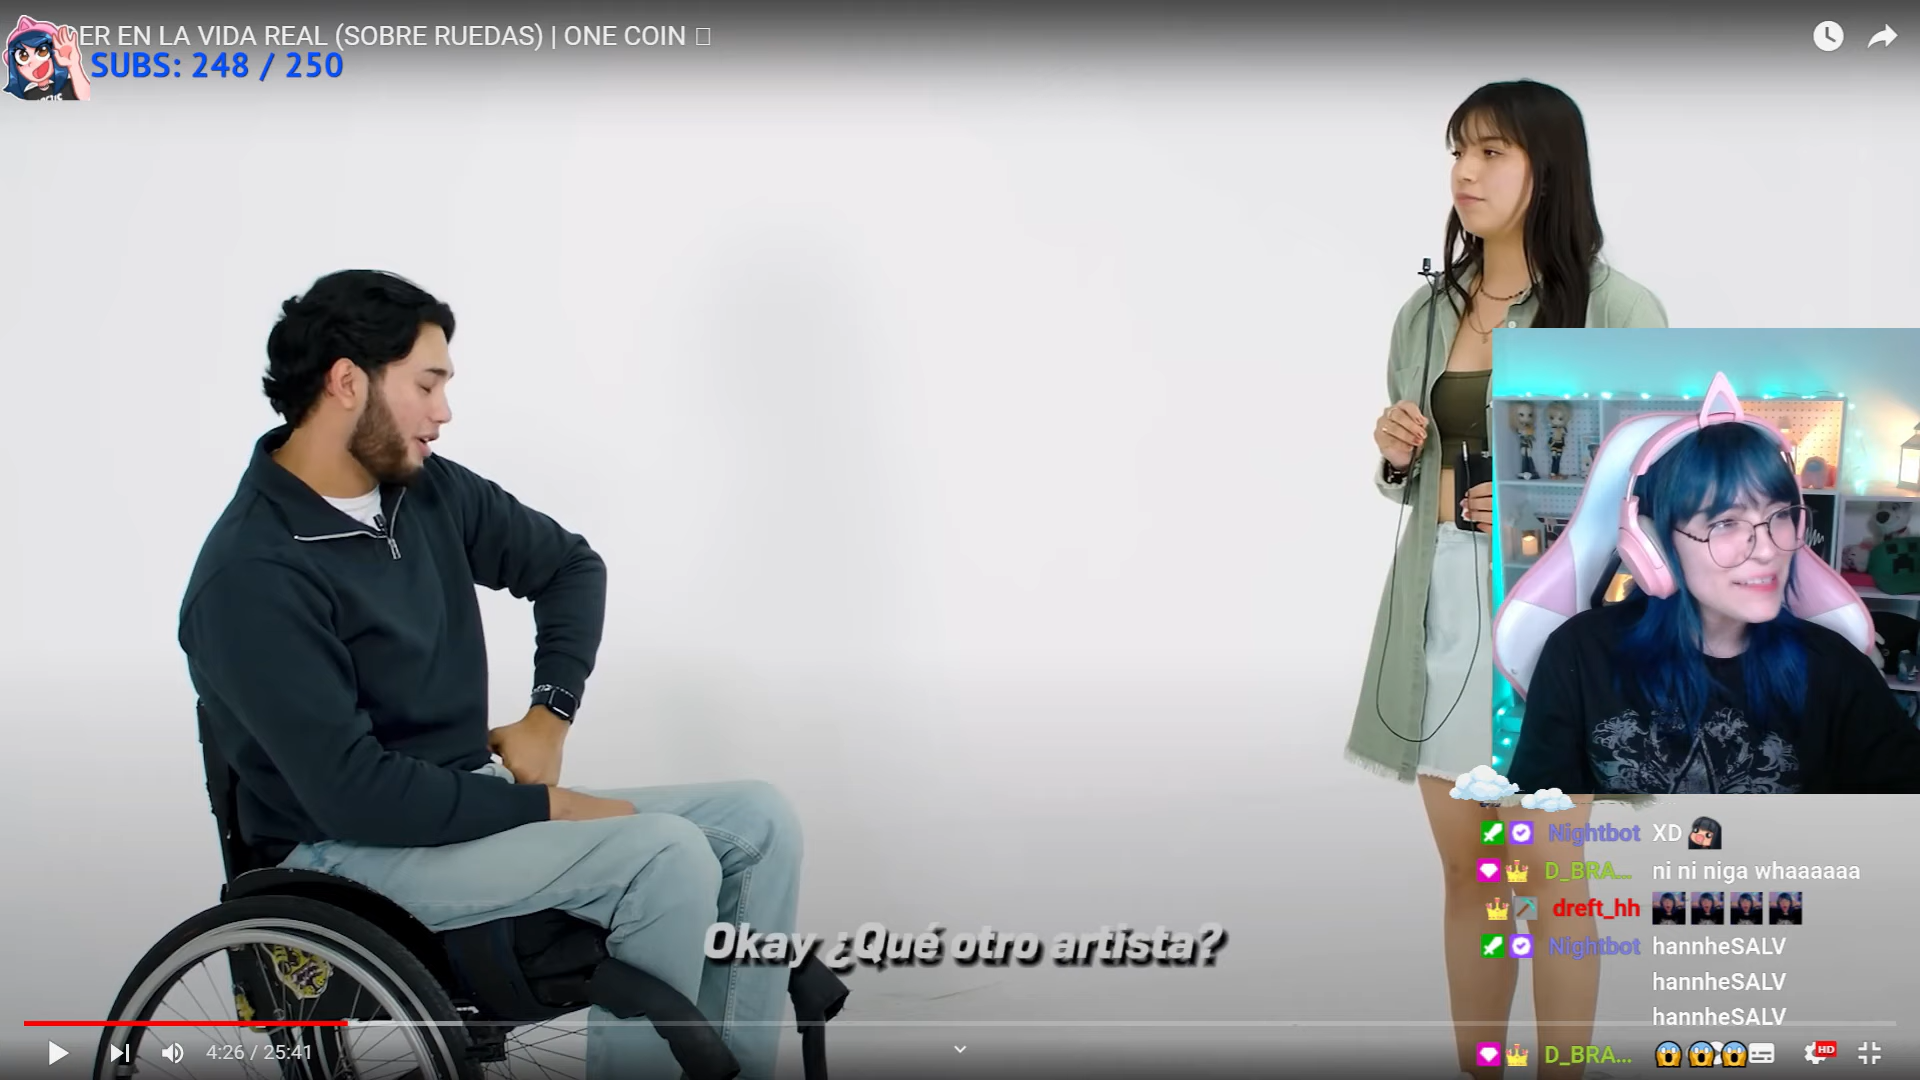 ER EN LA VIDA REAL (SOBRE RUEDAS) | ONE COIN
SUBS: 248 / 250
Okay ¿Qué otro artista?
Nightbot XD
D_BRA... ni ni niga whaaaaaa
dreft_hh
Nightbot hannheSALV
hannheSALV
hannheSALV
D_BRA...
4:26 / 25:41
HD